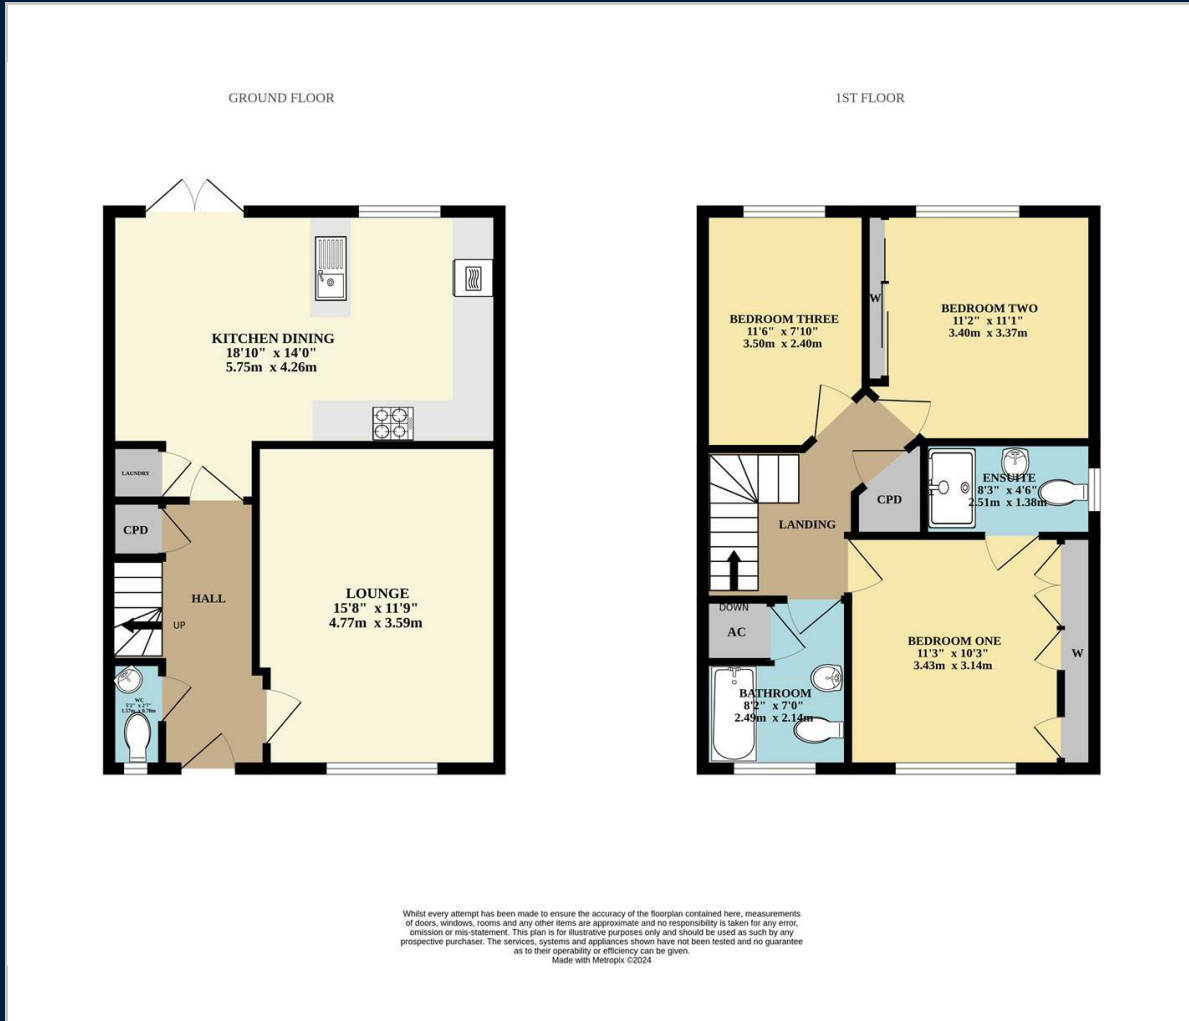 GROUND FLOOR
KITCHEN DINING
18'10" x 14'0"
5.75m x 4.26m
LAUNDRY
CPD
HALL
UP
LOUNGE
15'8" x 11'9"
4.77m x 3.59m
WC
5'2" x 2'7"
1.57m x 0.78m
1ST FLOOR
BEDROOM THREE
11'6" x 7'10"
3.50m x 2.40m
W
BEDROOM TWO
11'2" x 11'1"
3.40m x 3.37m
ENSUITE
8'3" x 4'6"
2.51m x 1.38m
CPD
LANDING
DOWN
AC
BEDROOM ONE
11'3" x 10'3"
3.43m x 3.14m
W
BATHROOM
8'2" x 7'0"
2.49m x 2.14m
Whilst every attempt has been made to ensure the accuracy of the floorplan contained here, measurements
of doors, windows, rooms and any other items are approximate and no responsibility is taken for any error,
omission or mis-statement. This plan is for illustrative purposes only and should be used as such by any
prospective purchaser. The services, systems and appliances shown have not been tested and no guarantee
as to their operability or efficiency can be given.
Made with Metropix ©2024